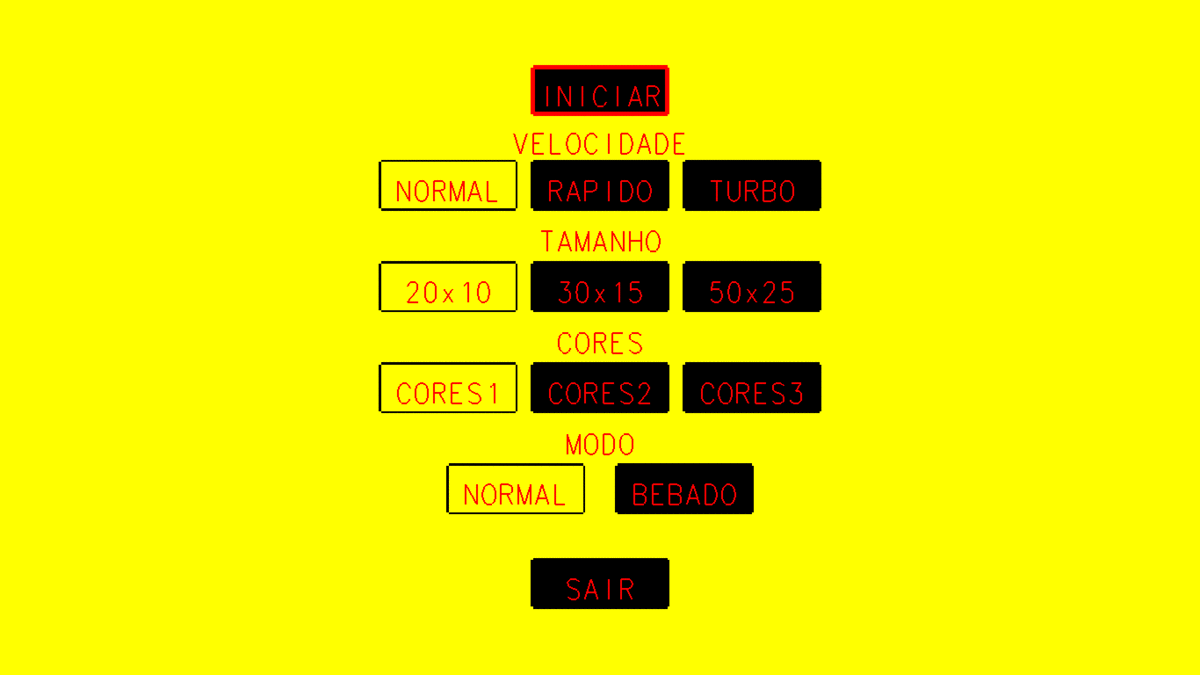 INICIAR
VELOCIDADE
NORMAL RAPIDO TURBO
TAMANHO
20x10 30x15 50x25
CORES
CORES1 CORES2 CORES3
MODO
NORMAL BEBADO
SAIR